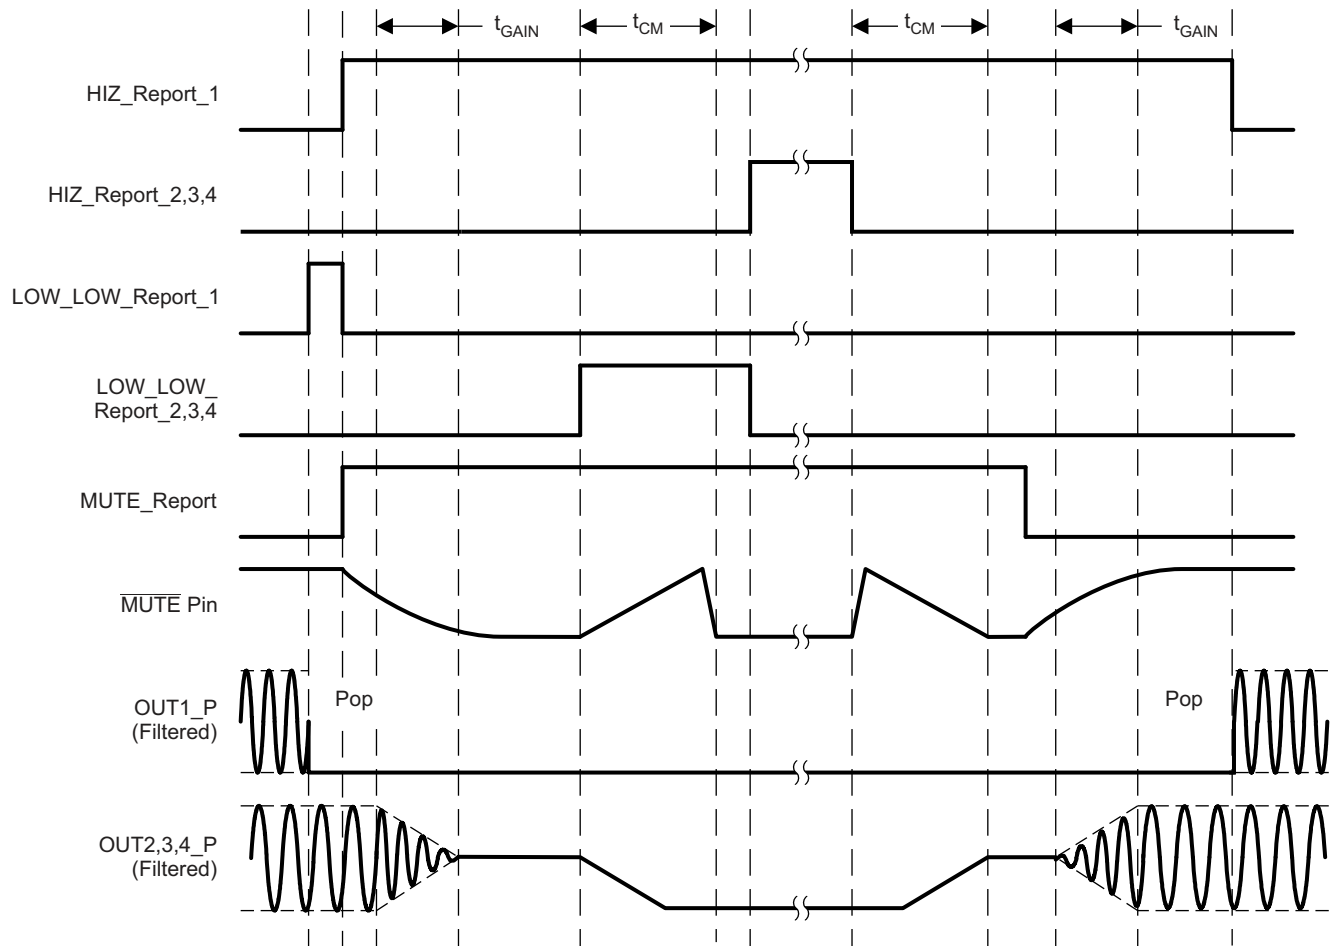 tGAIN
tCM
tCM
tGAIN
HIZ_Report_1
HIZ_Report_2,3,4
LOW_LOW_Report_1
LOW_LOW_
Report_2,3,4
MUTE_Report
MUTE Pin
OUT1_P
(Filtered)
Pop
Pop
OUT2,3,4_P
(Filtered)